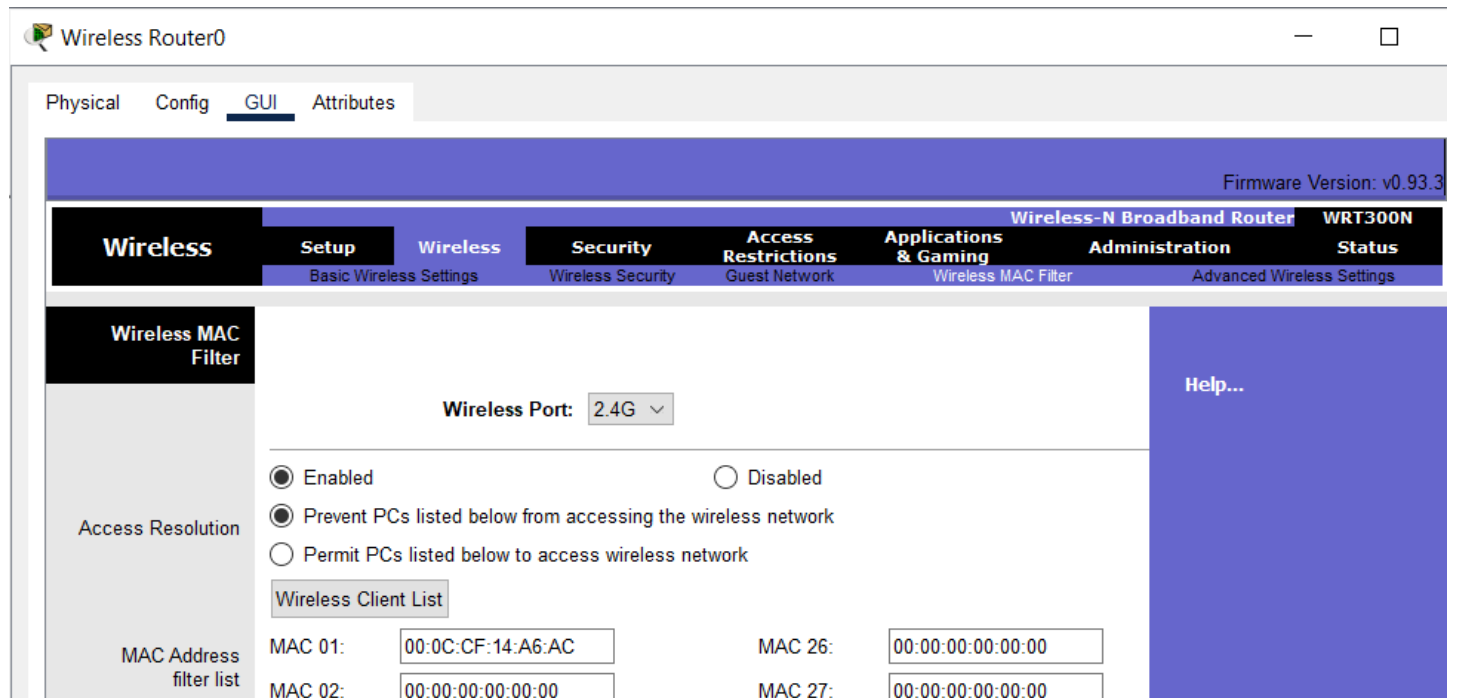 Wireless Router0
Physical Config GUI Attributes
Firmware Version: v0.93.3
Wireless-N Broadband Router WRT300N
Wireless Setup Wireless Security Access Restrictions Applications & Gaming Administration Status
Basic Wireless Settings Wireless Security Guest Network Wireless MAC Filter Advanced Wireless Settings
Wireless MAC
Filter
Help...
Wireless Port: 2.4G
Enabled Disabled
Access Resolution
Prevent PCs listed below from accessing the wireless network
Permit PCs listed below to access wireless network
Wireless Client List
MAC Address
filter list
MAC 01: 00:0C:CF:14:A6:AC MAC 26: 00:00:00:00:00:00
MAC 02: 00:00:00:00:00:00 MAC 27: 00:00:00:00:00:00